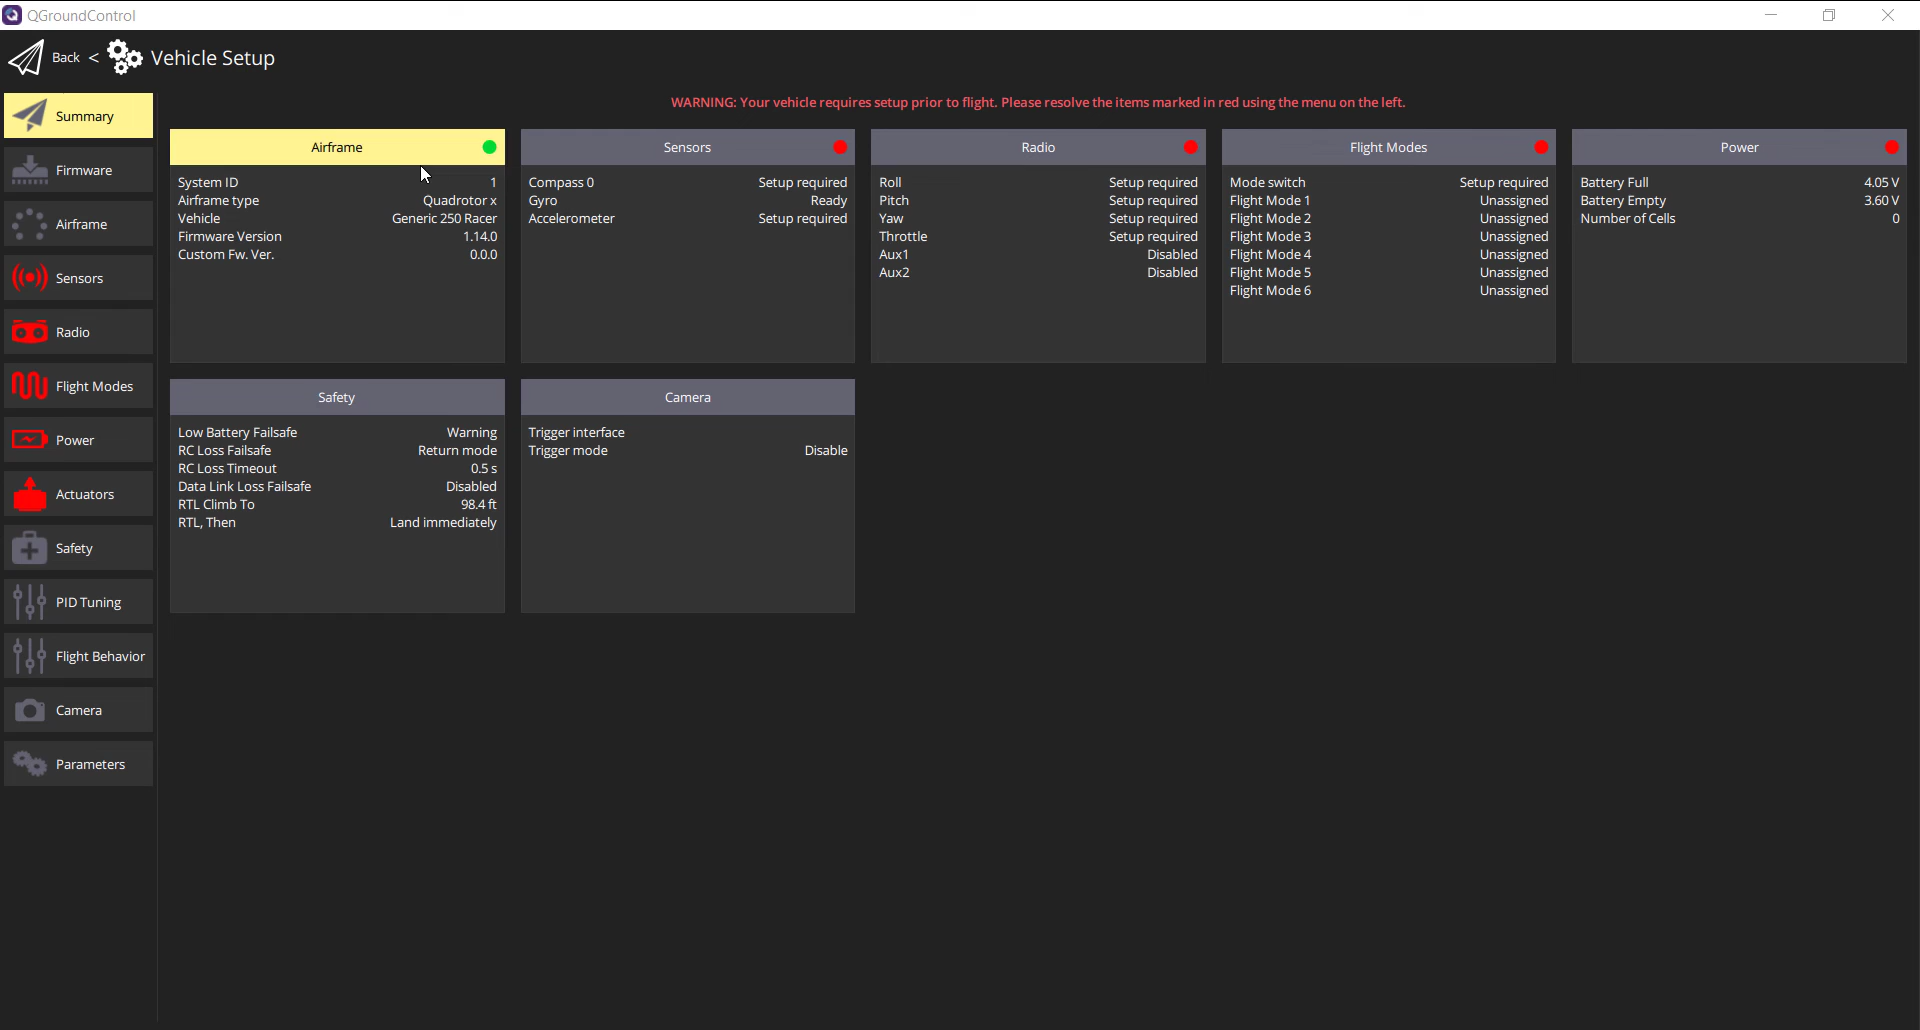 QGroundControl
Back < Vehicle Setup
WARNING: Your vehicle requires setup prior to flight. Please resolve the items marked in red using the menu on the left.
Summary
Firmware
Airframe
Sensors
Radio
Flight Modes
Power
Actuators
Safety
PID Tuning
Flight Behavior
Camera
Parameters
Airframe
System ID 1
Airframe type Quadrotor x
Vehicle Generic 250 Racer
Firmware Version 1.14.0
Custom Fw. Ver. 0.0.0
Sensors
Compass 0 Setup required
Gyro Ready
Accelerometer Setup required
Radio
Roll Setup required
Pitch Setup required
Yaw Setup required
Throttle Setup required
Aux1 Disabled
Aux2 Disabled
Flight Modes
Mode switch Setup required
Flight Mode 1 Unassigned
Flight Mode 2 Unassigned
Flight Mode 3 Unassigned
Flight Mode 4 Unassigned
Flight Mode 5 Unassigned
Flight Mode 6 Unassigned
Power
Battery Full 4.05 V
Battery Empty 3.60 V
Number of Cells 0
Safety
Low Battery Failsafe Warning
RC Loss Failsafe Return mode
RC Loss Timeout 0.5 s
Data Link Loss Failsafe Disabled
RTL Climb To 98.4 ft
RTL, Then Land immediately
Camera
Trigger interface
Trigger mode Disable